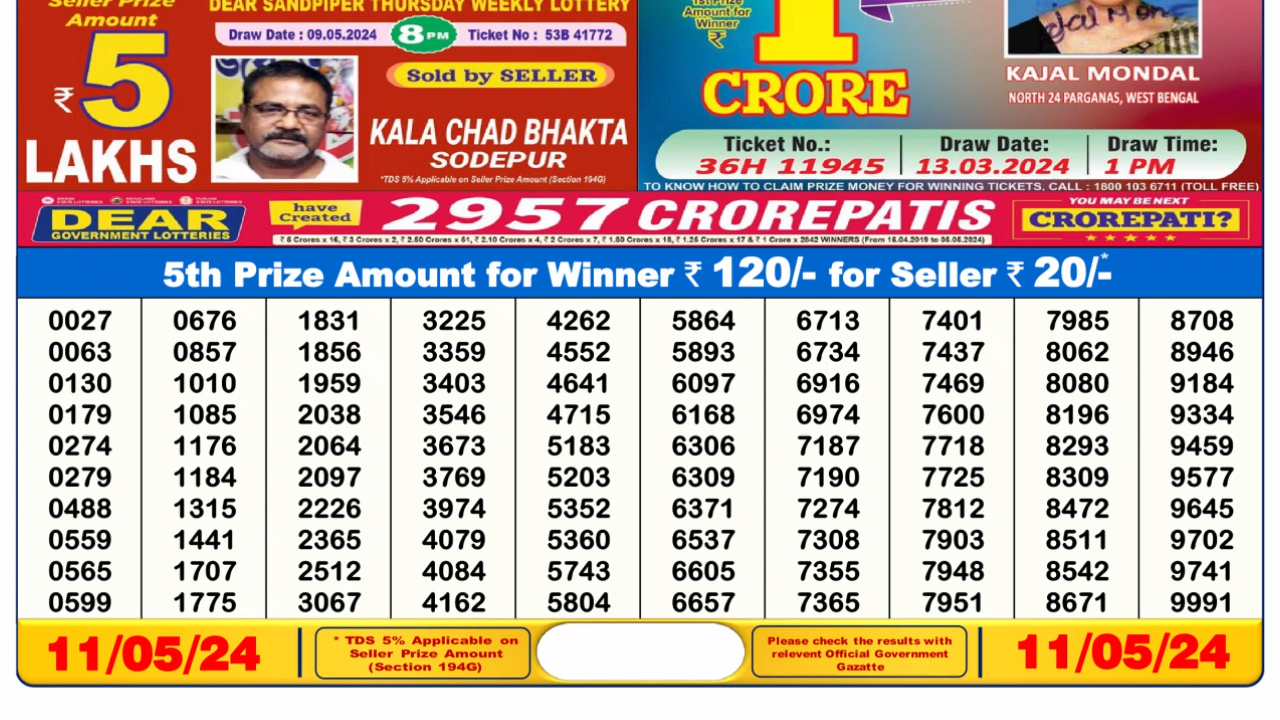 Seller Prize
Amount
₹ 5
LAKHS
DEAR SANDPIPER THURSDAY WEEKLY LOTTERY
Draw Date : 09.05.2024 8 PM Ticket No : 53B 41772
Sold by SELLER
KALA CHAD BHAKTA
SODEPUR
*TDS 5% Applicable on Seller Prize Amount (Section 194G)
1st Prize
Amount for
Winner
₹
1
CRORE
Kajal Mon
KAJAL MONDAL
NORTH 24 PARGANAS, WEST BENGAL
Ticket No.: Draw Date: Draw Time:
36H 11945 13.03.2024 1 PM
TO KNOW HOW TO CLAIM PRIZE MONEY FOR WINNING TICKETS, CALL : 1800 103 6711 (TOLL FREE)
DEAR
GOVERNMENT LOTTERIES
have
Created
2957 CROREPATIS
YOU MAY BE NEXT
CROREPATI?
5th Prize Amount for Winner ₹ 120/- for Seller ₹ 20/-*
0027 0676 1831 3225 4262 5864 6713 7401 7985 8708
0063 0857 1856 3359 4552 5893 6734 7437 8062 8946
0130 1010 1959 3403 4641 6097 6916 7469 8080 9184
0179 1085 2038 3546 4715 6168 6974 7600 8196 9334
0274 1176 2064 3673 5183 6306 7187 7718 8293 9459
0279 1184 2097 3769 5203 6309 7190 7725 8309 9577
0488 1315 2226 3974 5352 6371 7274 7812 8472 9645
0559 1441 2365 4079 5360 6537 7308 7903 8511 9702
0565 1707 2512 4084 5743 6605 7355 7948 8542 9741
0599 1775 3067 4162 5804 6657 7365 7951 8671 9991
11/05/24
* TDS 5% Applicable on
Seller Prize Amount
(Section 194G)
Please check the results with
relevent Official Government
Gazatte
11/05/24